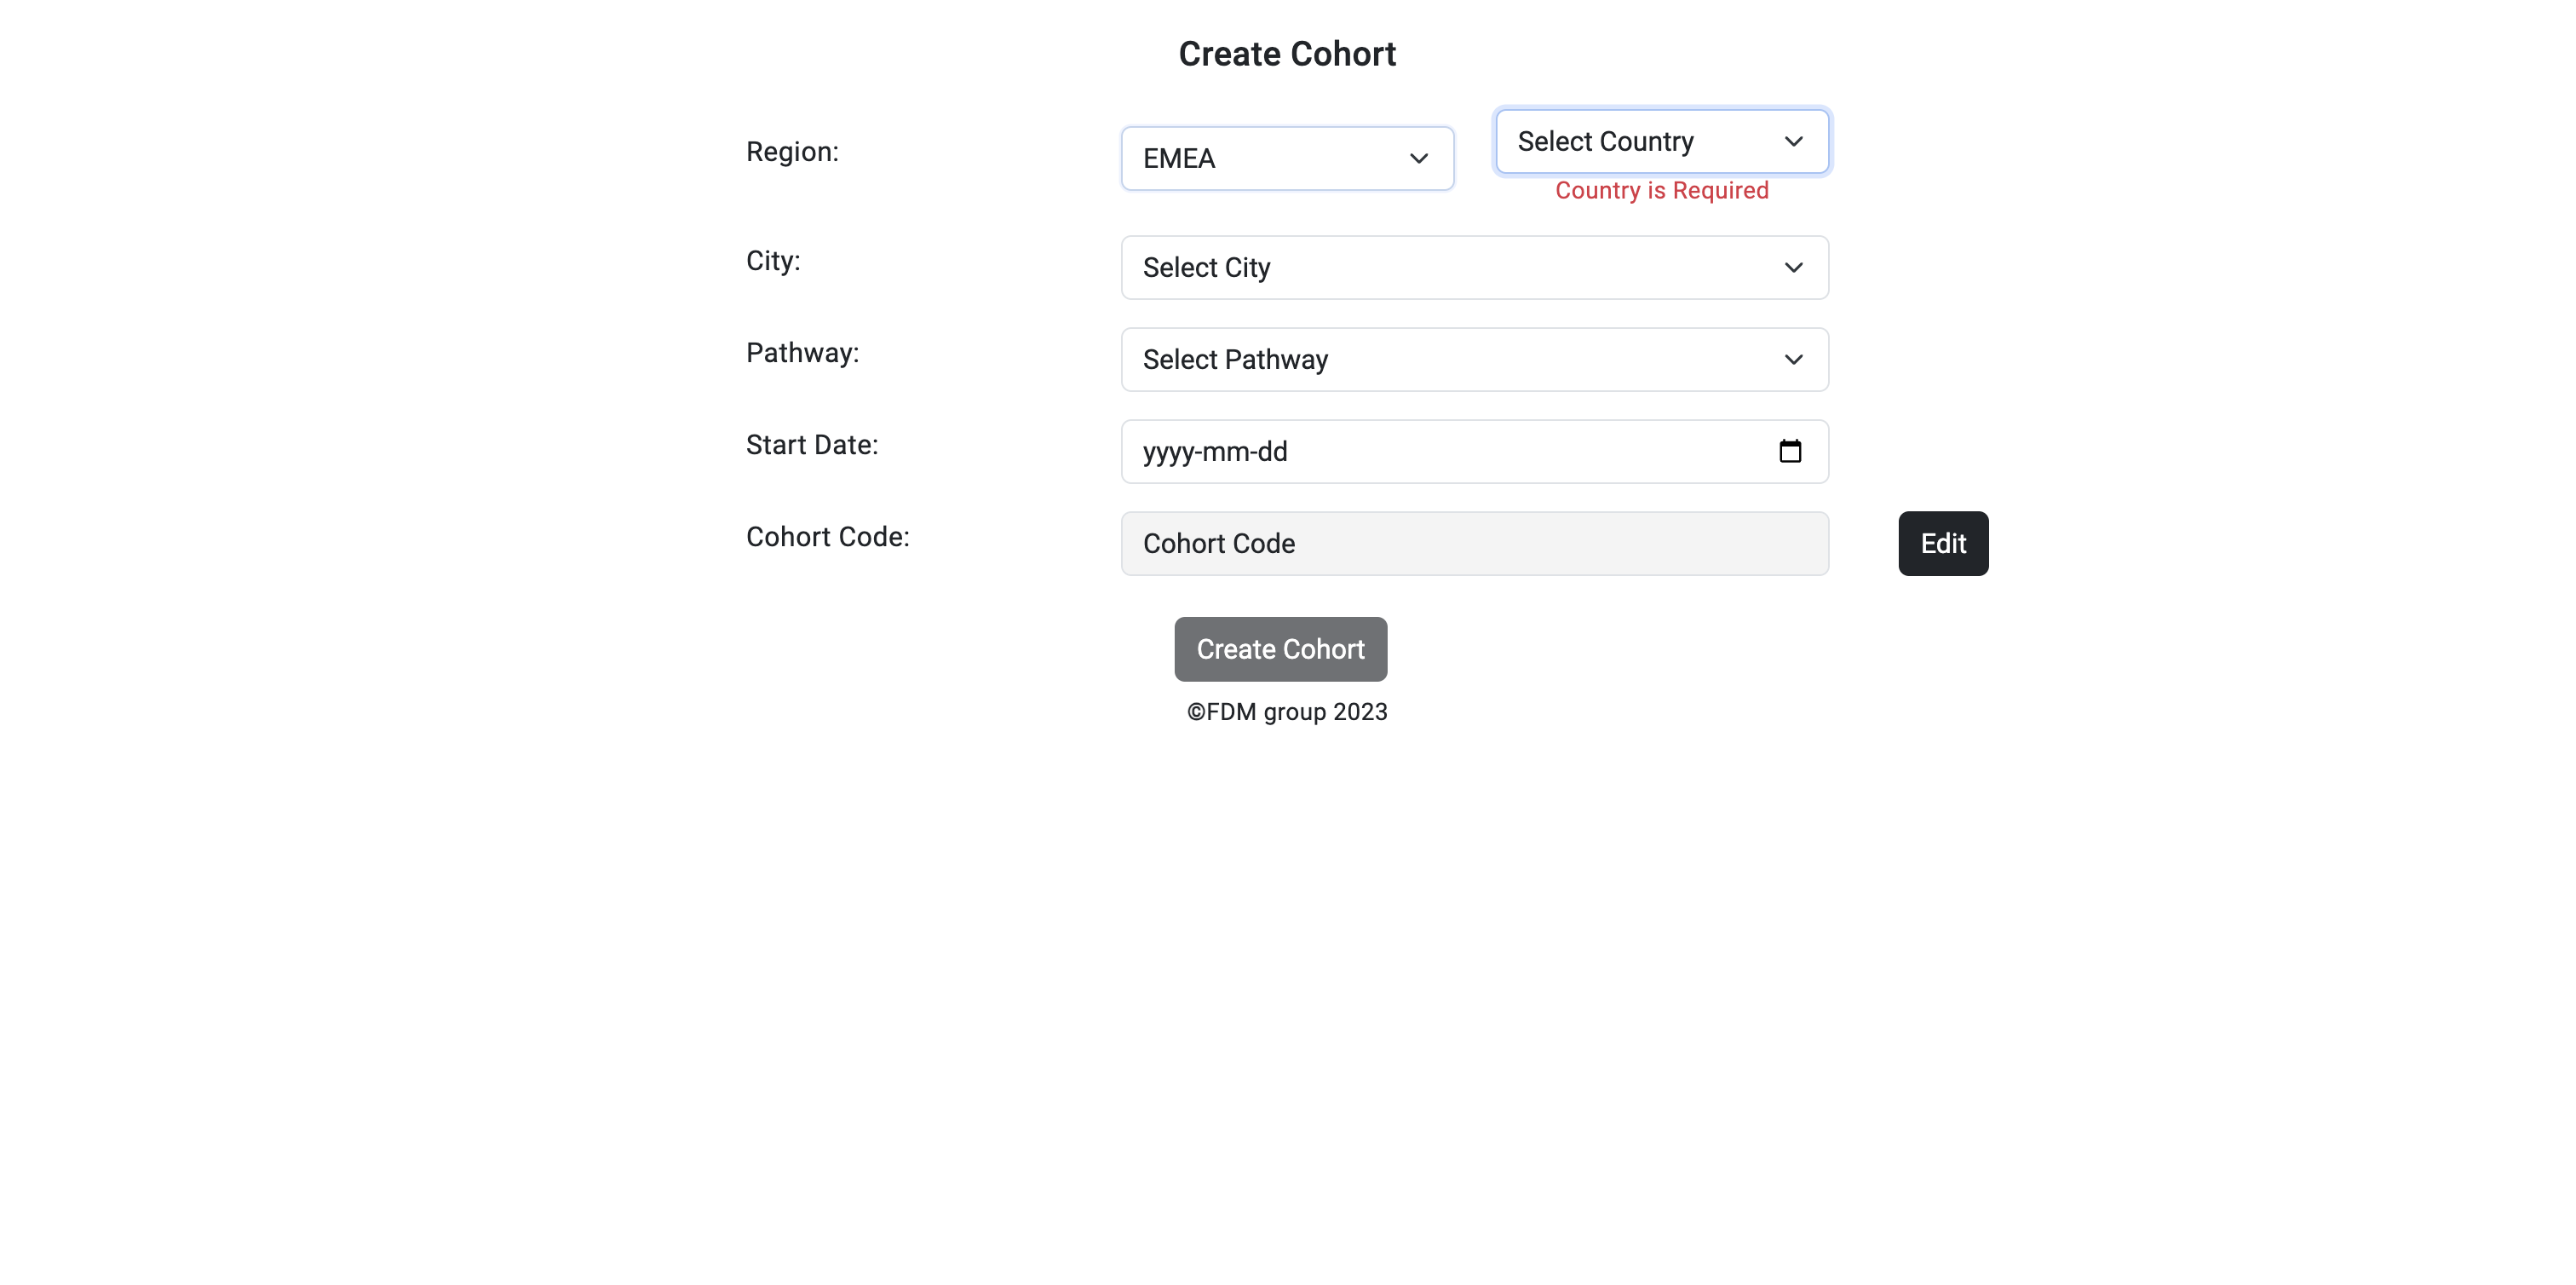 Create Cohort
Region:
EMEA
Select Country
Country is Required
City:
Select City
Pathway:
Select Pathway
Start Date:
yyyy-mm-dd
Cohort Code:
Cohort Code
Edit
Create Cohort
©FDM group 2023